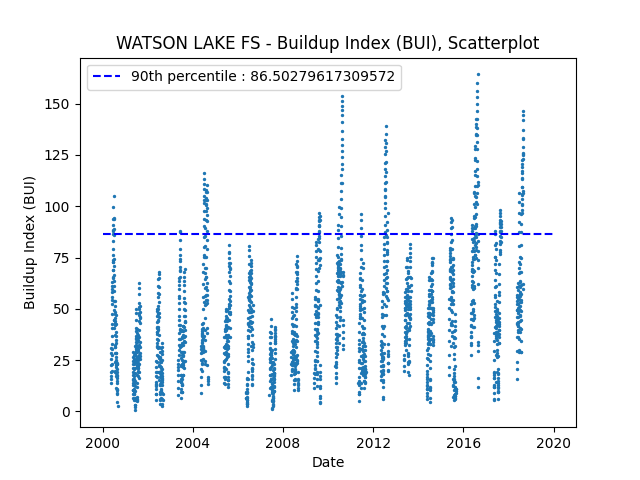 WATSON LAKE FS - Buildup Index (BUI), Scatterplot
90th percentile : 86.50279617309572
Buildup Index (BUI)
150
125
100
75
50
25
0
2000 2004 2008 2012 2016 2020
Date